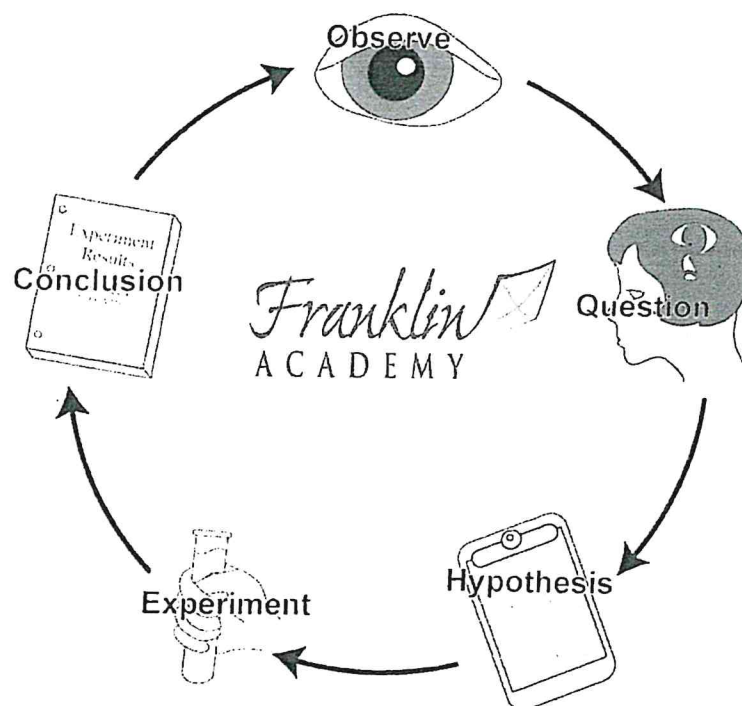 Observe
Question
Hypothesis
Experiment
Conclusion
Experiment
Results
Franklin
ACADEMY